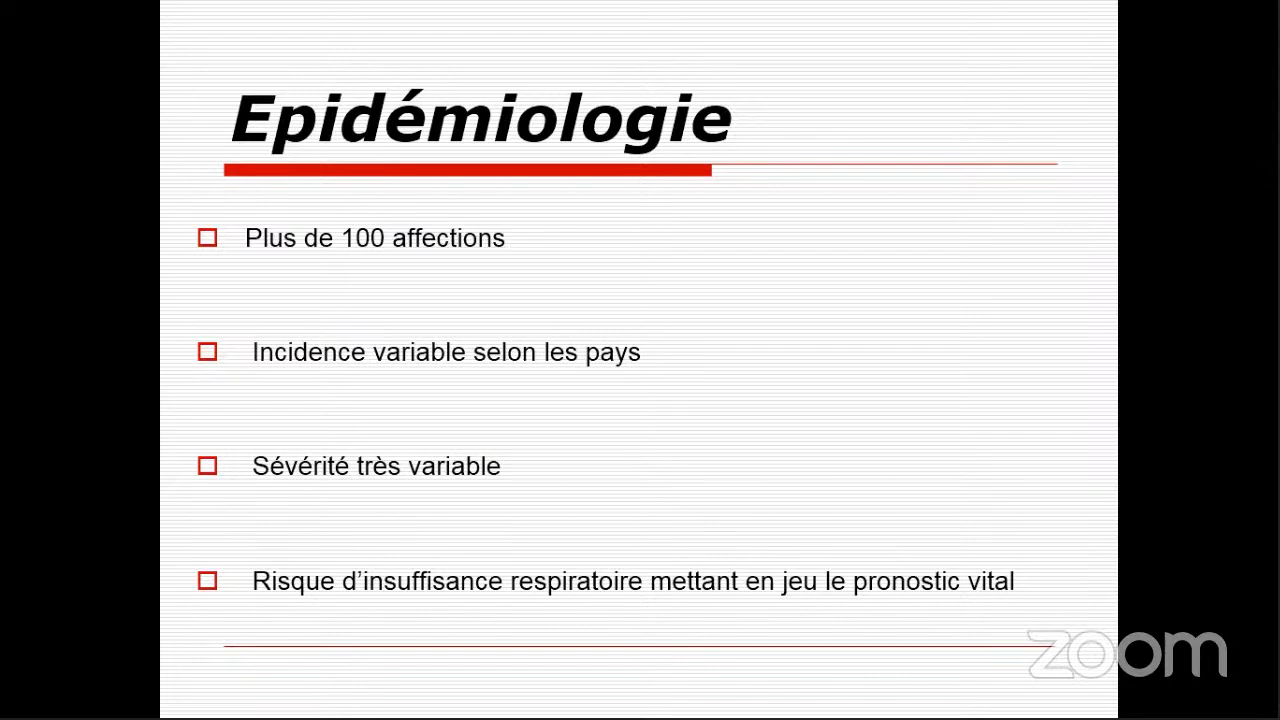 Epidémiologie
Plus de 100 affections
Incidence variable selon les pays
Sévérité très variable
Risque d’insuffisance respiratoire mettant en jeu le pronostic vital
zoom